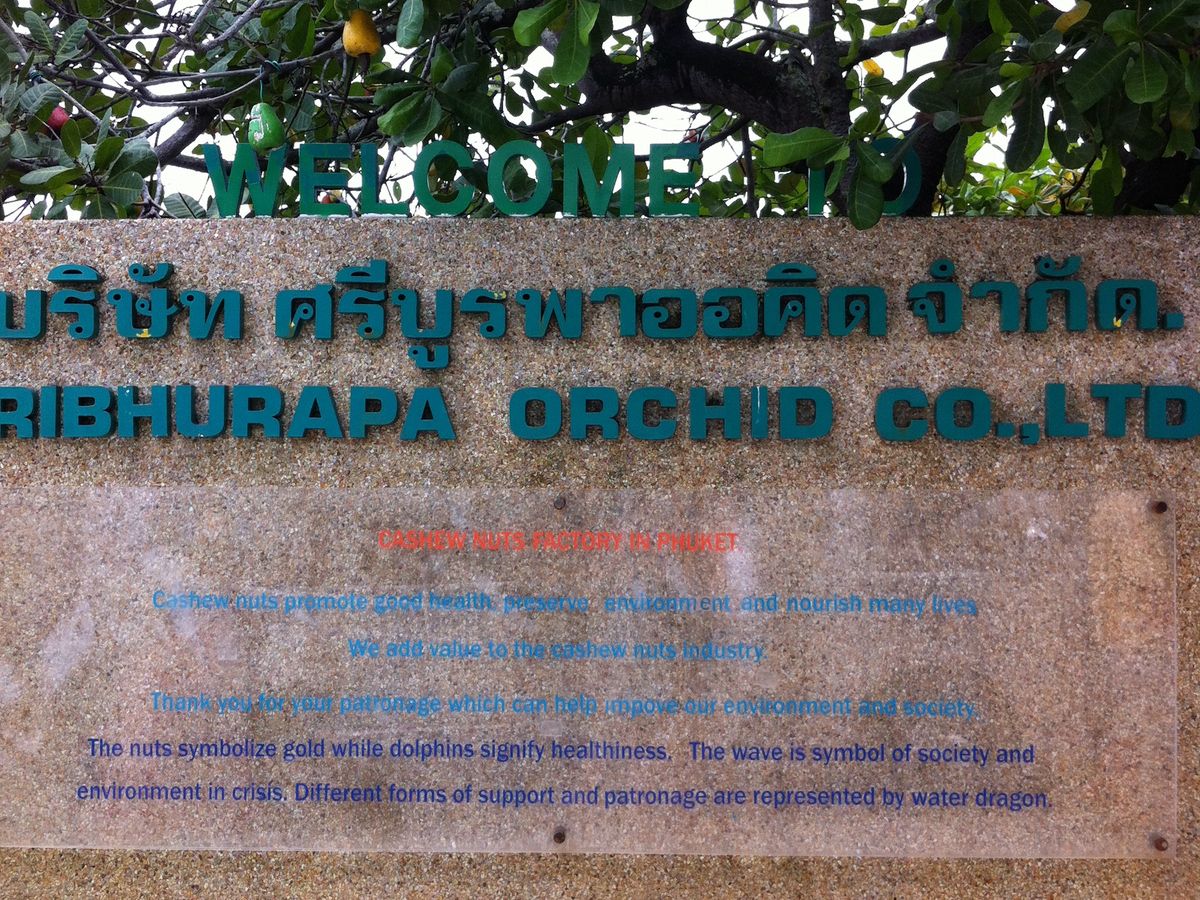 WELCOME TO
บริษัท ศรีบูรพาออคิด จำกัด.
RIBHURAPA ORCHID CO.,LTD
CASHEW NUTS FACTORY IN PHUKET
Cashew nuts promote good health, preserve environment and nourish many lives
We add value to the cashew nuts industry.
Thank you for your patronage which can help impove our environment and society.
The nuts symbolize gold while dolphins signify healthiness. The wave is symbol of society and
environment in crisis. Different forms of support and patronage are represented by water dragon.